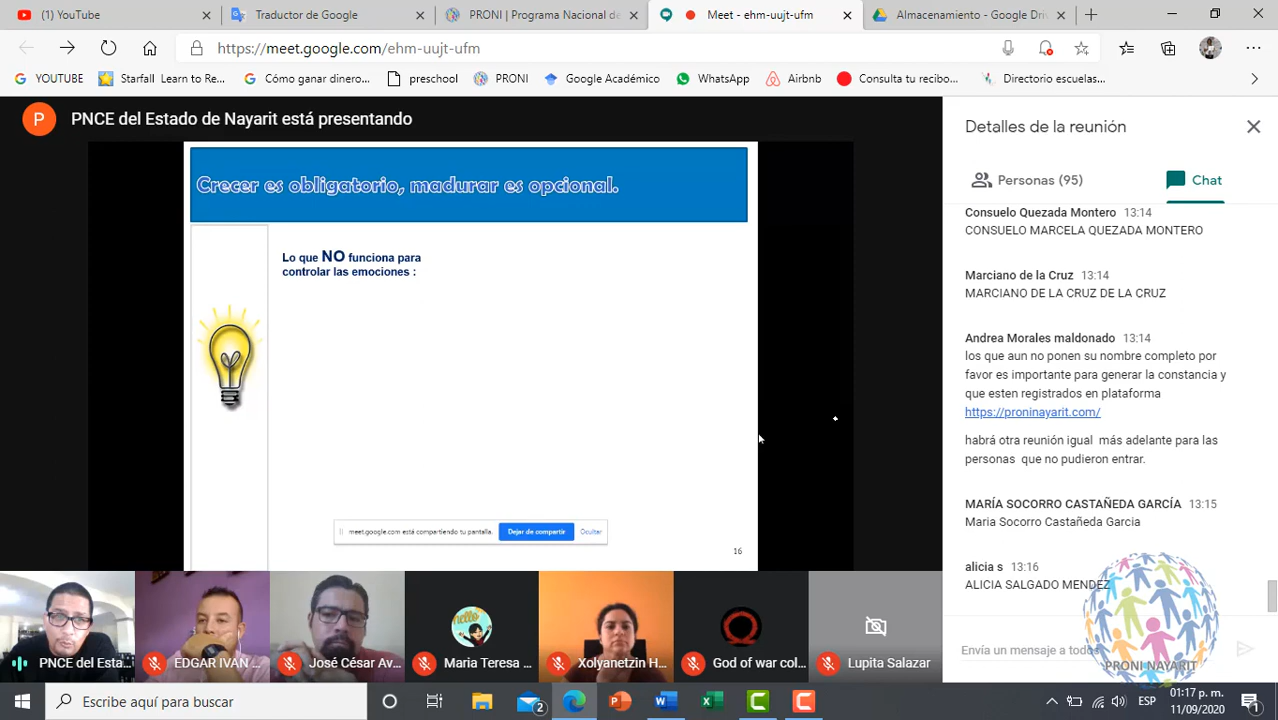 (1) YouTube
Traductor de Google
PRONI | Programa Nacional de
Meet - ehm-uujt-ufm
Almacenamiento - Google Dri
https://meet.google.com/ehm-uujt-ufm
YOUTUBE
Starfall Learn to Re...
Cómo ganar dinero...
preschool
PRONI
Google Académico
WhatsApp
Airbnb
Consulta tu recibo...
Directorio escuelas...
P
PNCE del Estado de Nayarit está presentando
Crecer es obligatorio, madurar es opcional.
Lo que NO funciona para
controlar las emociones :
meet.google.com está compartiendo tu pantalla.
Dejar de compartir
Ocultar
16
Detalles de la reunión
Personas (95)
Chat
Consuelo Quezada Montero 13:14
CONSUELO MARCELA QUEZADA MONTERO
Marciano de la Cruz 13:14
MARCIANO DE LA CRUZ DE LA CRUZ
Andrea Morales maldonado 13:14
los que aun no ponen su nombre completo por
favor es importante para generar la constancia y
que esten registrados en plataforma
https://proninayarit.com/
habrá otra reunión igual más adelante para las
personas que no pudieron entrar.
MARÍA SOCORRO CASTAÑEDA GARCÍA 13:15
Maria Socorro Castañeda Garcia
alicia s 13:16
ALICIA SALGADO MENDEZ
Envía un mensaje a todos
PRONI NAYARIT
hello
PNCE del Esta...
EDGAR IVAN ...
José César Av...
Maria Teresa ...
Xolyanetzin H...
God of war col...
Lupita Salazar
Escribe aquí para buscar
2
ESP
01:17 p. m.
11/09/2020
1